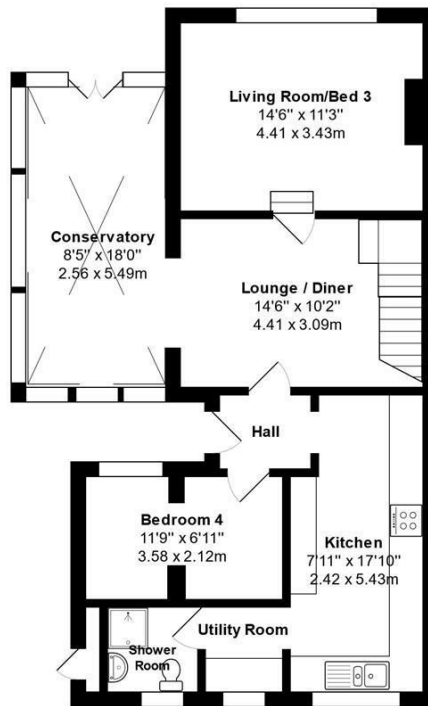 Living Room/Bed 3
14'6" x 11'3"
4.41 x 3.43m
Conservatory
8'5" x 18'0"
2.56 x 5.49m
Lounge / Diner
14'6" x 10'2"
4.41 x 3.09m
Hall
Bedroom 4
11'9" x 6'11"
3.58 x 2.12m
Kitchen
7'11" x 17'10"
2.42 x 5.43m
Utility Room
Shower
Room